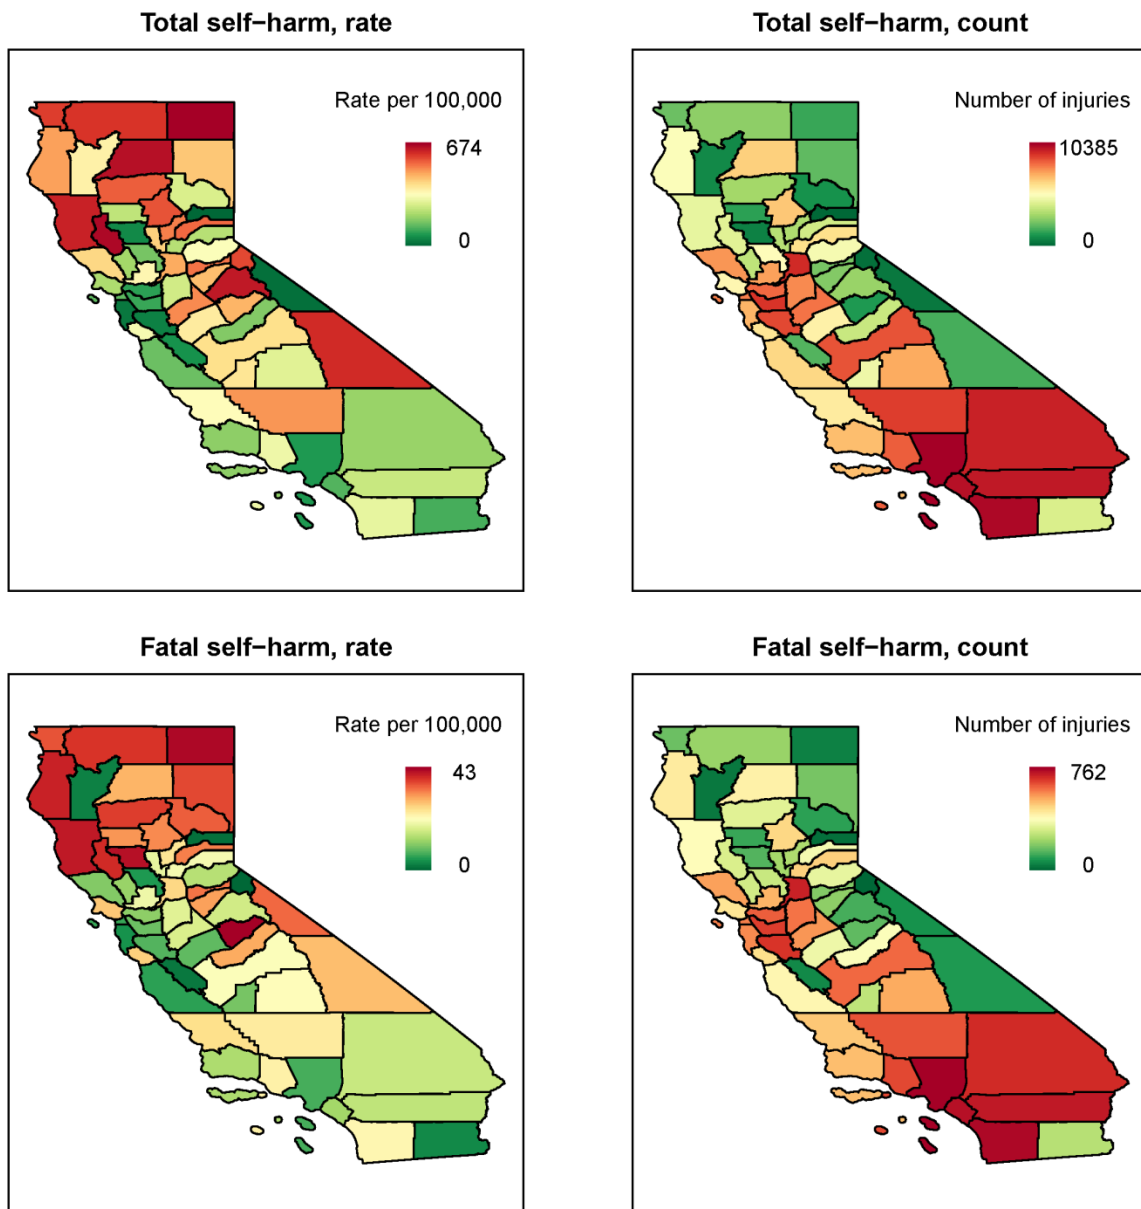 Total self−harm, rate
Rate per 100,000
674
0
Total self−harm, count
Number of injuries
10385
0
Fatal self−harm, rate
Rate per 100,000
43
0
Fatal self−harm, count
Number of injuries
762
0